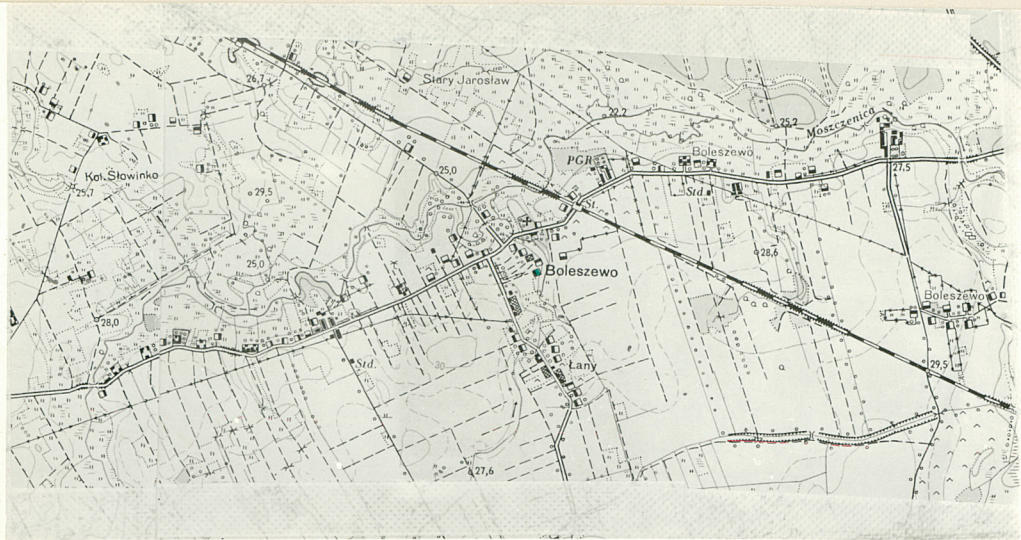 26,7
Stary Jarosław
22,2
25,2
Moszczenica
Kol. Słowinko
25,7
29,5
25,0
PGR
Boleszewo
27,5
St.
Std.
25,0
Boleszewo
28,6
Boleszewo
28,0
Std.
30
Łany
29,5
27,6